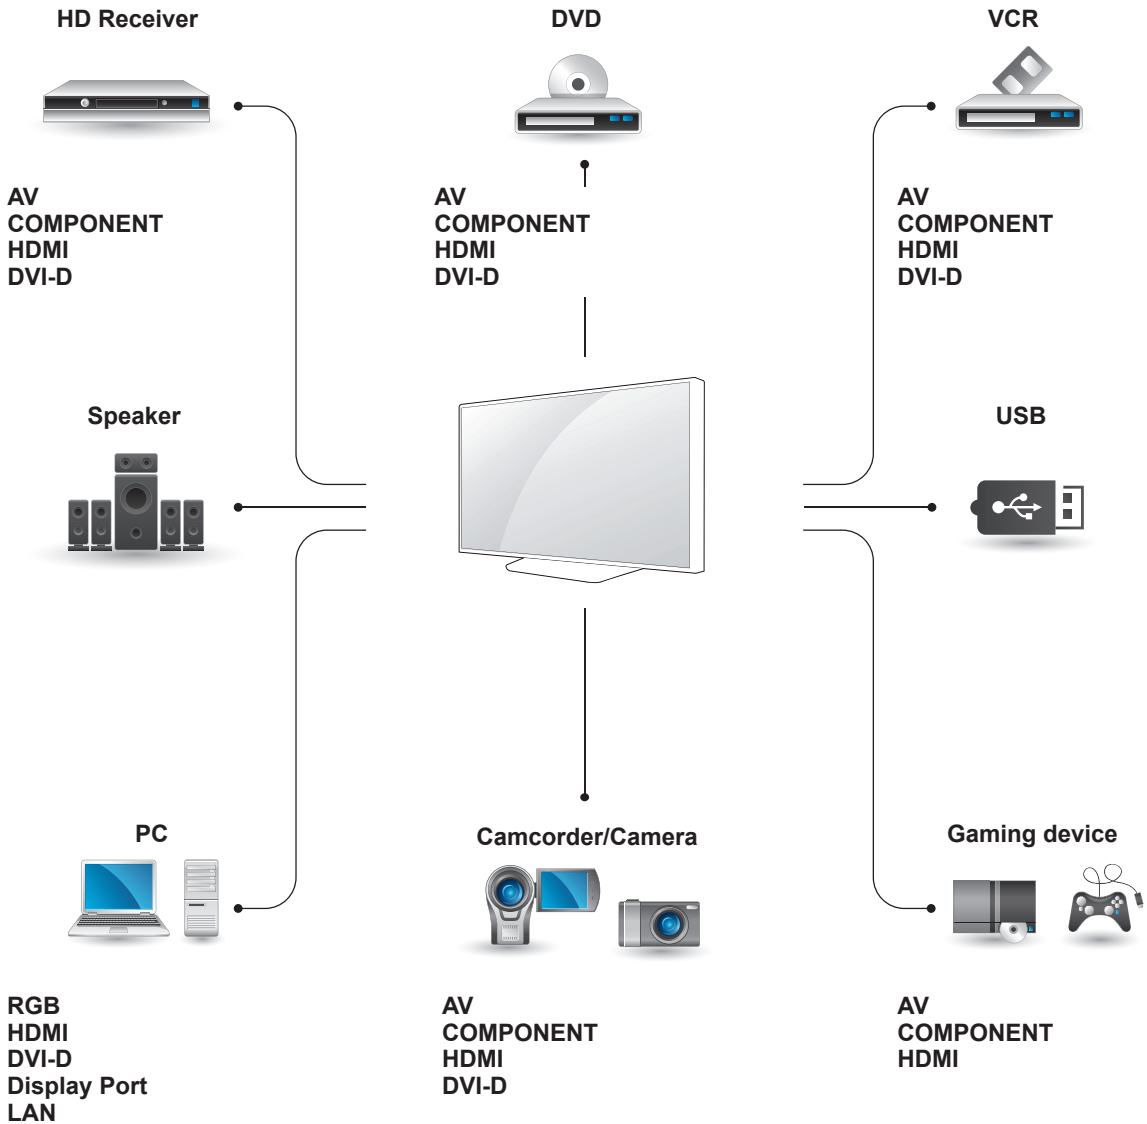 HD Receiver
AV
COMPONENT
HDMI
DVI-D
DVD
AV
COMPONENT
HDMI
DVI-D
VCR
AV
COMPONENT
HDMI
DVI-D
Speaker
USB
PC
RGB
HDMI
DVI-D
Display Port
LAN
Camcorder/Camera
AV
COMPONENT
HDMI
DVI-D
Gaming device
AV
COMPONENT
HDMI